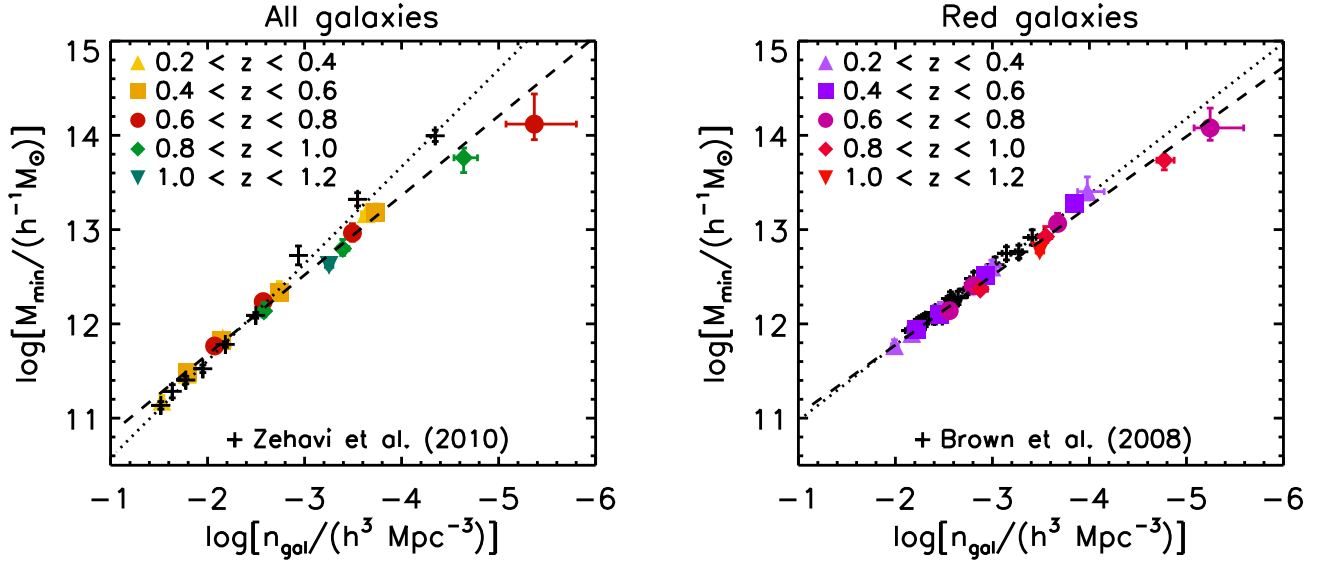 All galaxies
15
14
13
12
11
log[M_min/(h^−1M_⊙)]
0.2 < z < 0.4
0.4 < z < 0.6
0.6 < z < 0.8
0.8 < z < 1.0
1.0 < z < 1.2
+ Zehavi et al. (2010)
−1 −2 −3 −4 −5 −6
log[n_gal/(h^3 Mpc^−3)]
Red galaxies
15
14
13
12
11
log[M_min/(h^−1M_⊙)]
0.2 < z < 0.4
0.4 < z < 0.6
0.6 < z < 0.8
0.8 < z < 1.0
1.0 < z < 1.2
+ Brown et al. (2008)
−1 −2 −3 −4 −5 −6
log[n_gal/(h^3 Mpc^−3)]